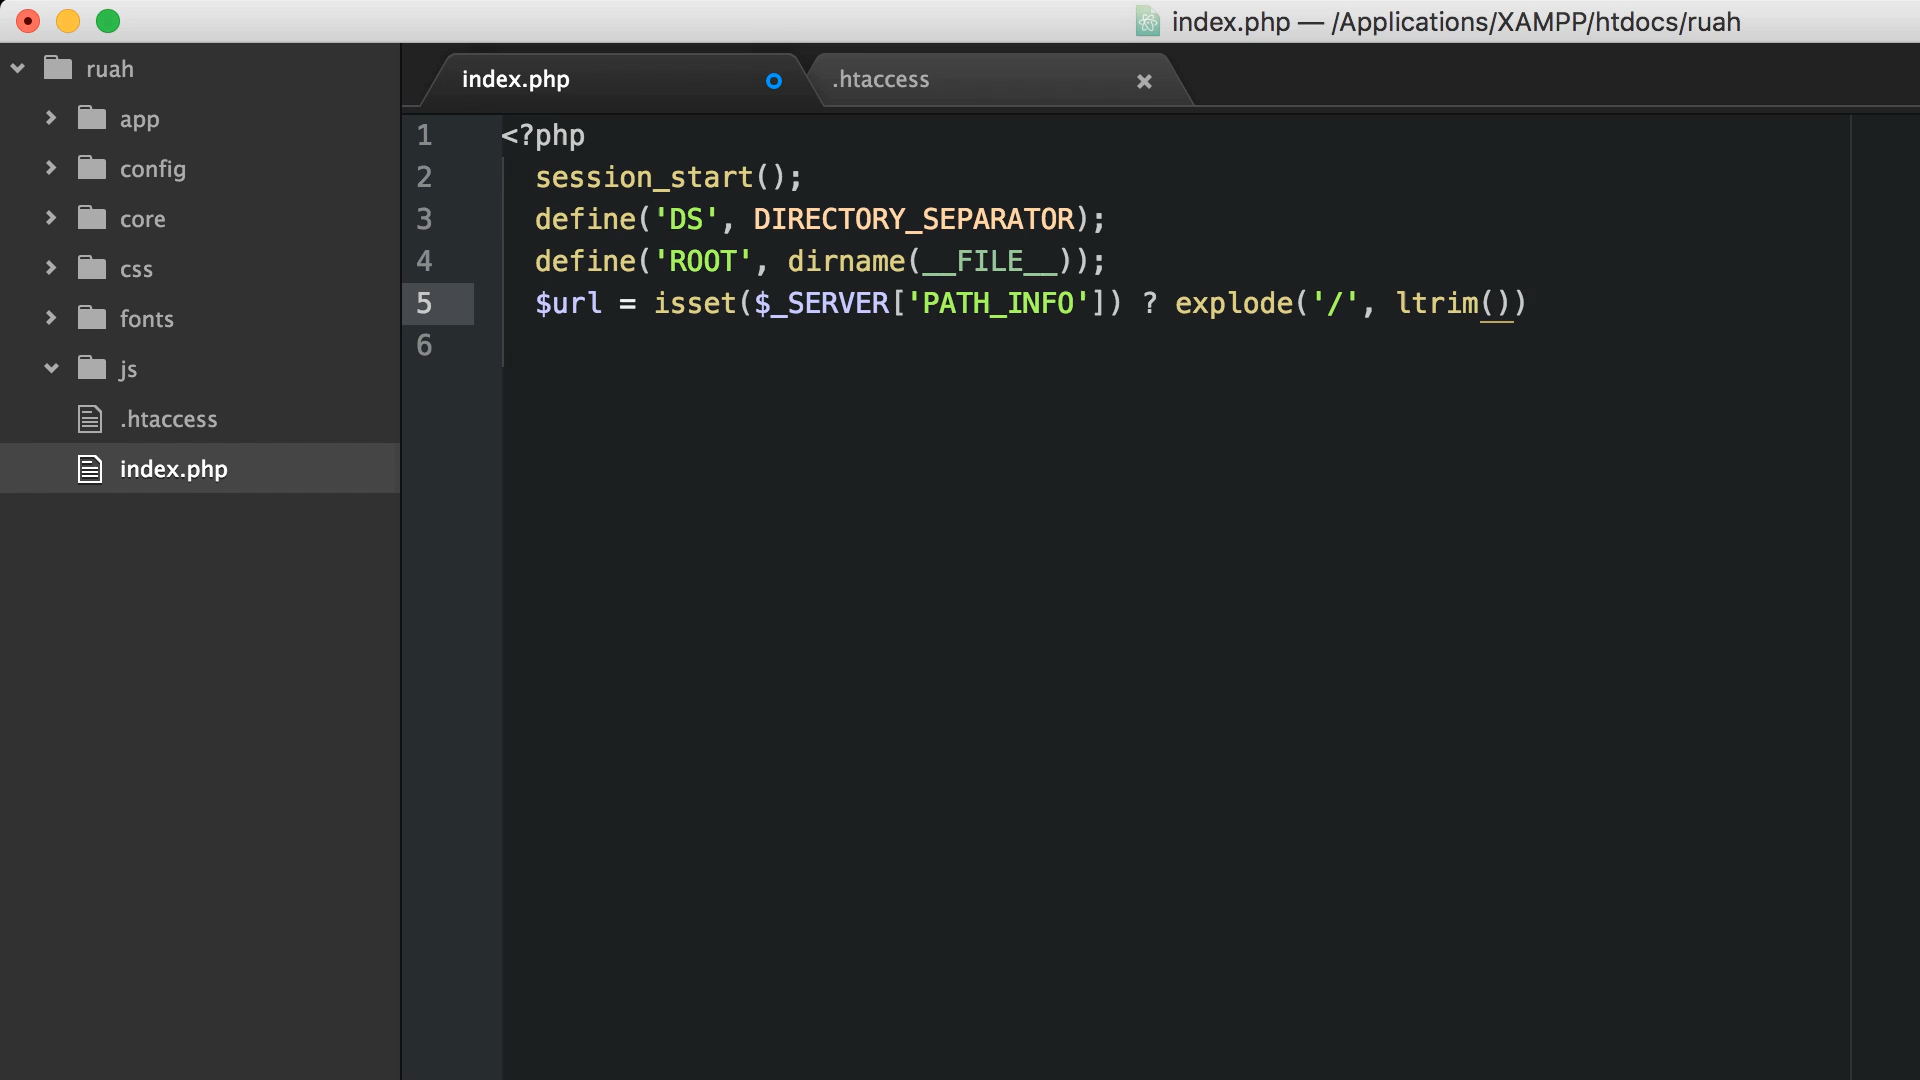 index.php — /Applications/XAMPP/htdocs/ruah
ruah
app
config
core
css
fonts
js
.htaccess
index.php
index.php
.htaccess
1 <?php
2 session_start();
3 define('DS', DIRECTORY_SEPARATOR);
4 define('ROOT', dirname(__FILE__));
5 $url = isset($_SERVER['PATH_INFO']) ? explode('/', ltrim())
6